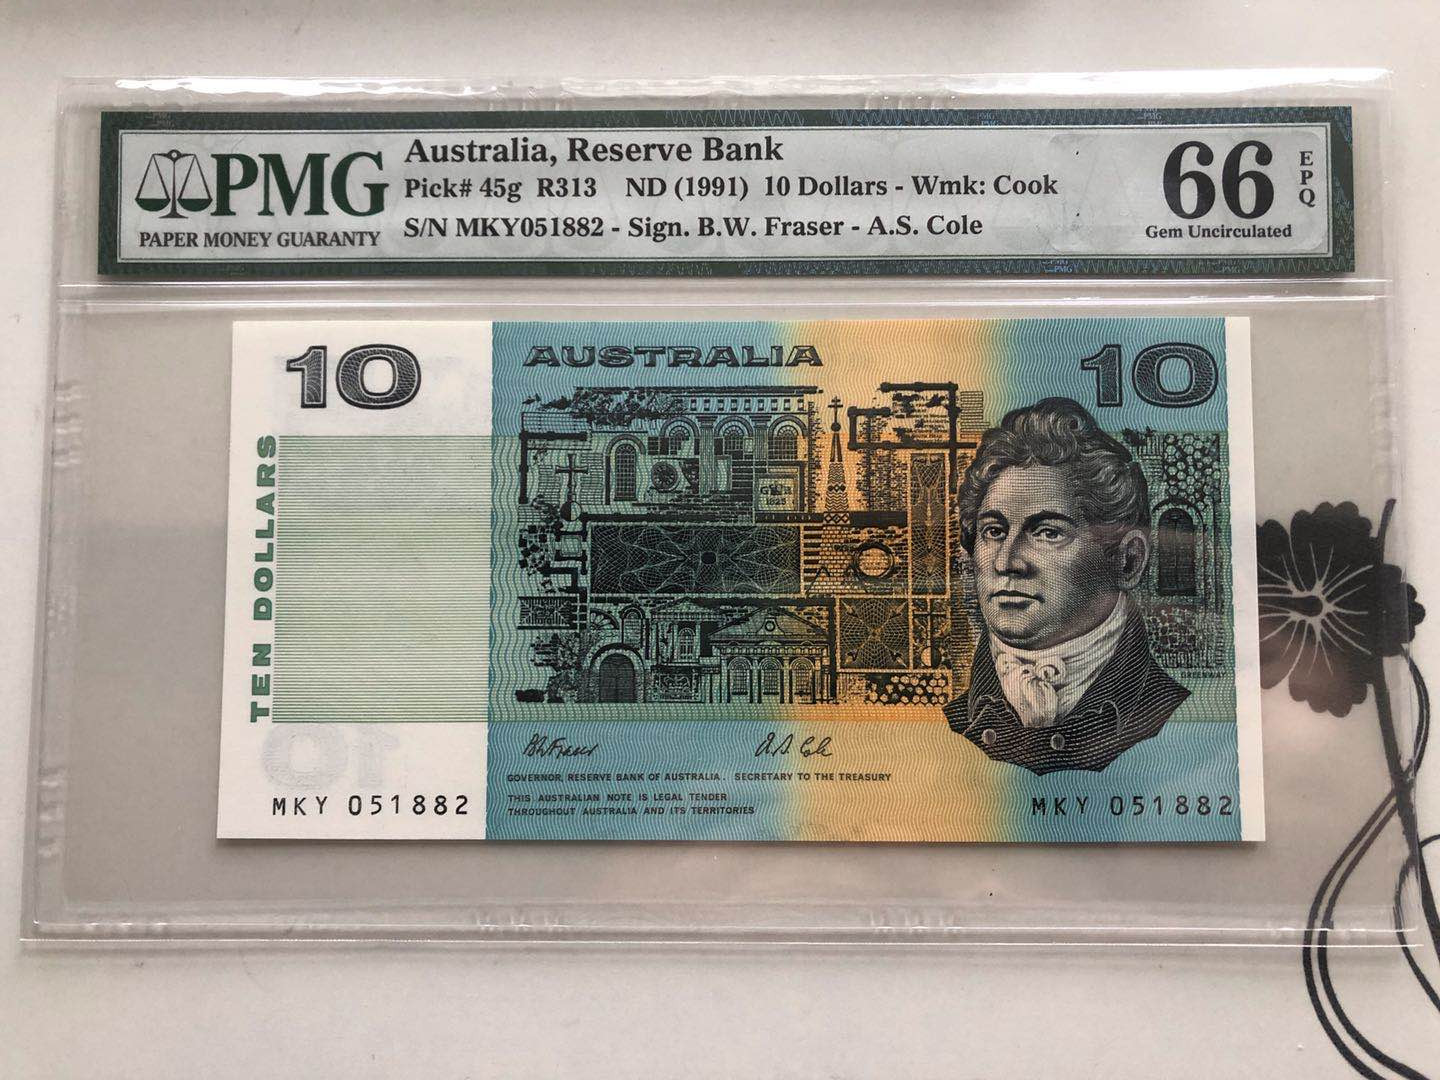 PMG
PAPER MONEY GUARANTY
Australia, Reserve Bank
Pick# 45g R313 ND (1991) 10 Dollars - Wmk: Cook
S/N MKY051882 - Sign. B.W. Fraser - A.S. Cole
66 EPQ
Gem Uncirculated
10
AUSTRALIA
10
TEN DOLLARS
GREENWAY
GOVERNOR, RESERVE BANK OF AUSTRALIA. SECRETARY TO THE TREASURY
THIS AUSTRALIAN NOTE IS LEGAL TENDER
THROUGHOUT AUSTRALIA AND ITS TERRITORIES
MKY 051882
MKY 051882